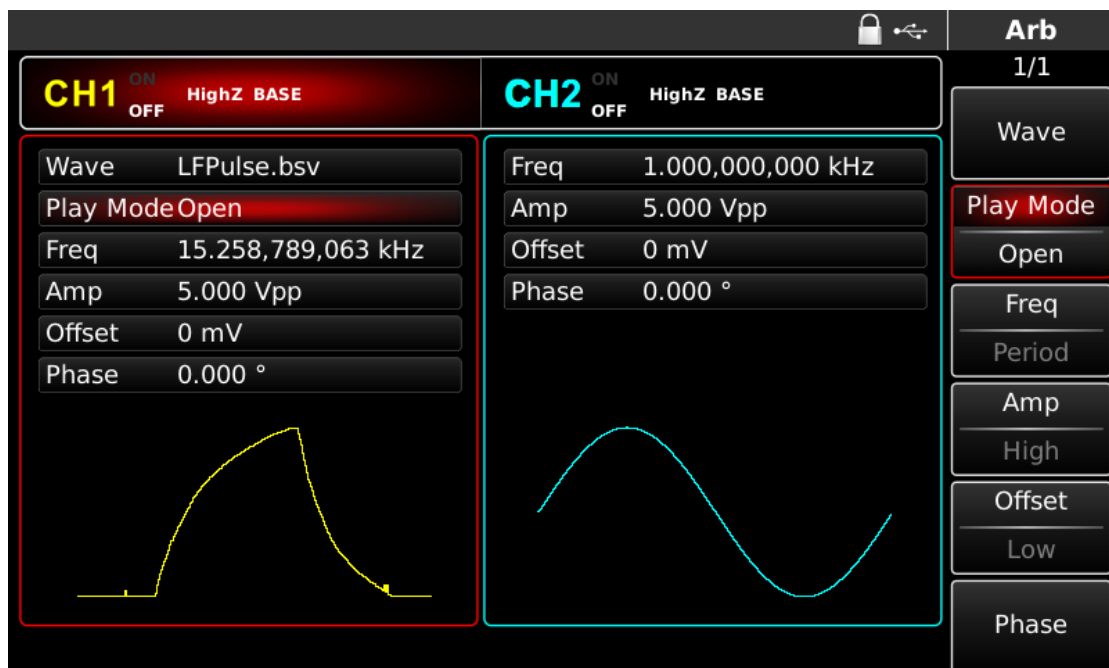 Arb
1/1
CH1 ON OFF HighZ BASE
CH2 ON OFF HighZ BASE
Wave LFPulse.bsv
Play Mode Open
Freq 15.258,789,063 kHz
Amp 5.000 Vpp
Offset 0 mV
Phase 0.000 °
Freq 1.000,000,000 kHz
Amp 5.000 Vpp
Offset 0 mV
Phase 0.000 °
Wave
Play Mode
Open
Freq
Period
Amp
High
Offset
Low
Phase